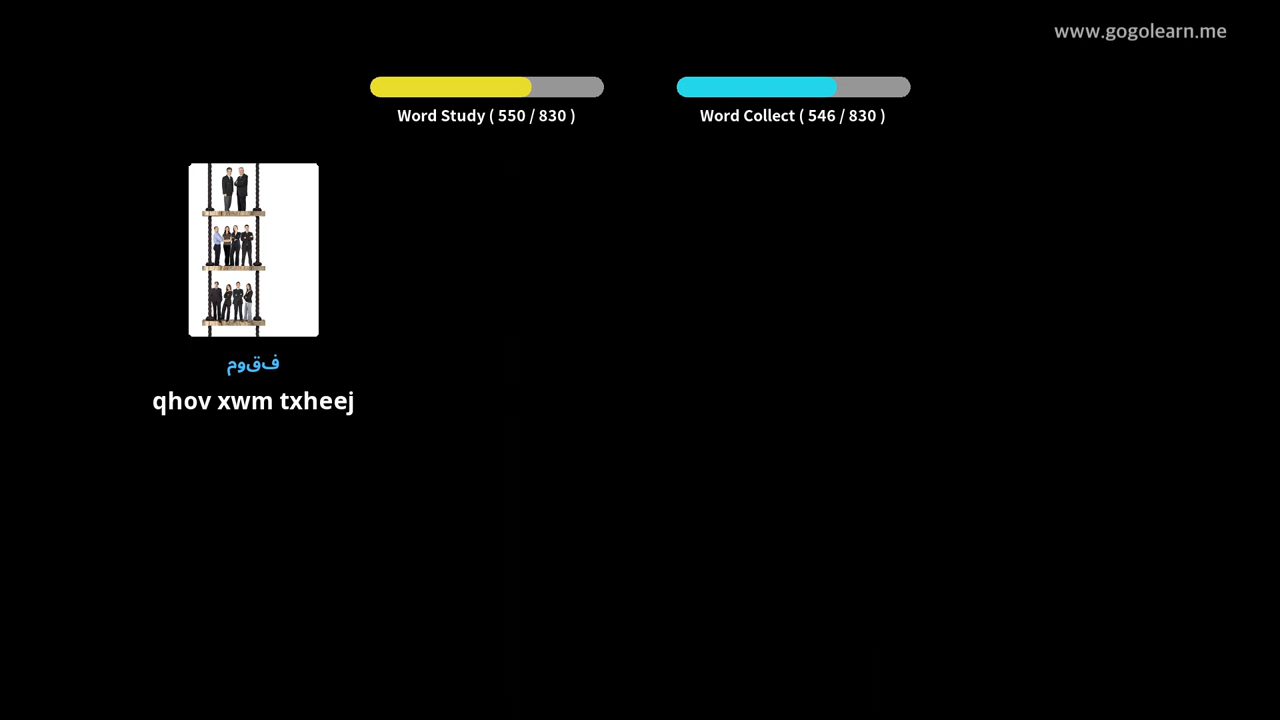 www.gogolearn.me
Word Study ( 550 / 830 )
Word Collect ( 546 / 830 )
فقوم
qhov xwm txheej